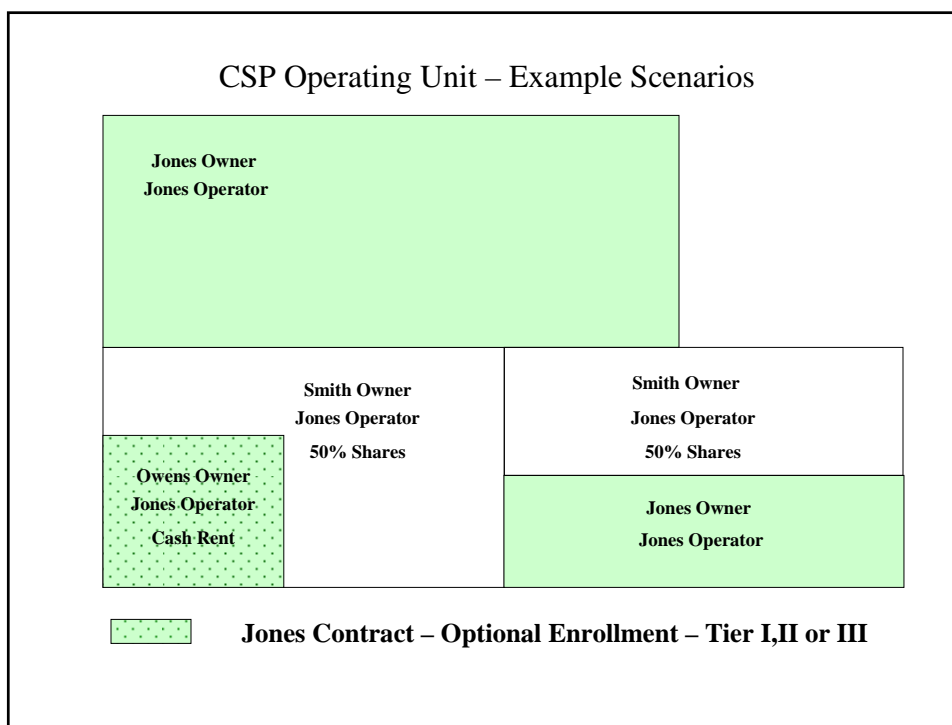 CSP Operating Unit – Example Scenarios
Jones Owner
Jones Operator
Smith Owner
Jones Operator
50% Shares
Smith Owner
Jones Operator
50% Shares
Owens Owner
Jones Operator
Cash Rent
Jones Owner
Jones Operator
Jones Contract – Optional Enrollment – Tier I,II or III